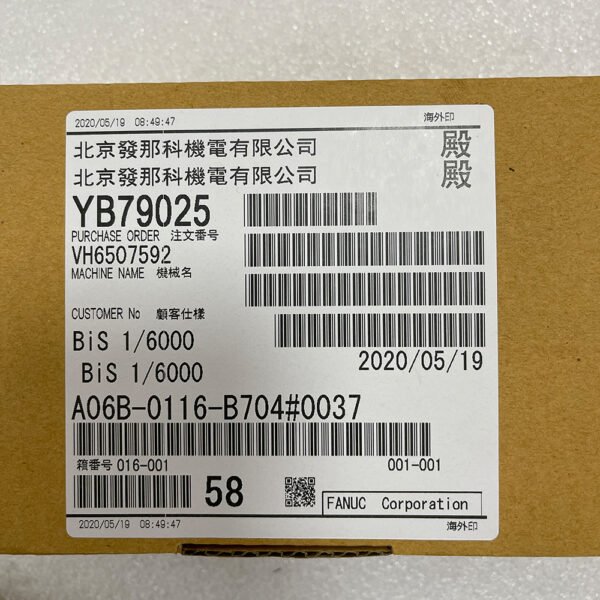 2020/05/19 08:49:47 海外印
北京發那科機電有限公司 殿
北京發那科機電有限公司 殿
YB79025
PURCHASE ORDER 注文番号
VH6507592
MACHINE NAME 機械名
CUSTOMER No 顧客仕様
BiS 1/6000 2020/05/19
BiS 1/6000
A06B-0116-B704#0037
箱番号 016-001 001-001
58
FANUC Corporation
2020/05/19 08:49:47 海外印